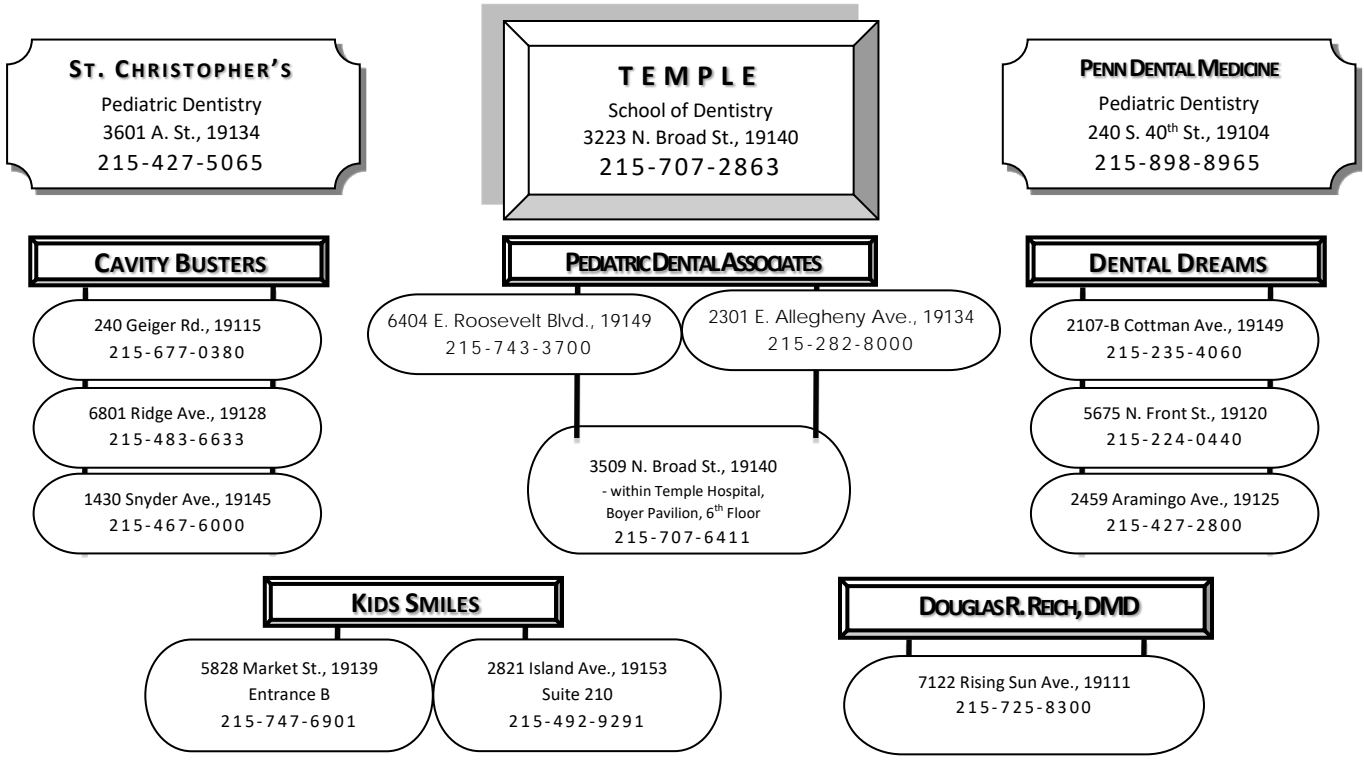 ST. CHRISTOPHER'S
Pediatric Dentistry
3601 A. St., 19134
215-427-5065
TEMPLE
School of Dentistry
3223 N. Broad St., 19140
215-707-2863
PENN DENTAL MEDICINE
Pediatric Dentistry
240 S. 40th St., 19104
215-898-8965
CAVITY BUSTERS
240 Geiger Rd., 19115
215-677-0380
6801 Ridge Ave., 19128
215-483-6633
1430 Snyder Ave., 19145
215-467-6000
PEDIATRIC DENTAL ASSOCIATES
6404 E. Roosevelt Blvd., 19149
215-743-3700
2301 E. Allegheny Ave., 19134
215-282-8000
3509 N. Broad St., 19140
- within Temple Hospital,
Boyer Pavilion, 6th Floor
215-707-6411
DENTAL DREAMS
2107-B Cottman Ave., 19149
215-235-4060
5675 N. Front St., 19120
215-224-0440
2459 Aramingo Ave., 19125
215-427-2800
KIDS SMILES
5828 Market St., 19139
Entrance B
215-747-6901
2821 Island Ave., 19153
Suite 210
215-492-9291
DOUGLAS R. REICH, DMD
7122 Rising Sun Ave., 19111
215-725-8300